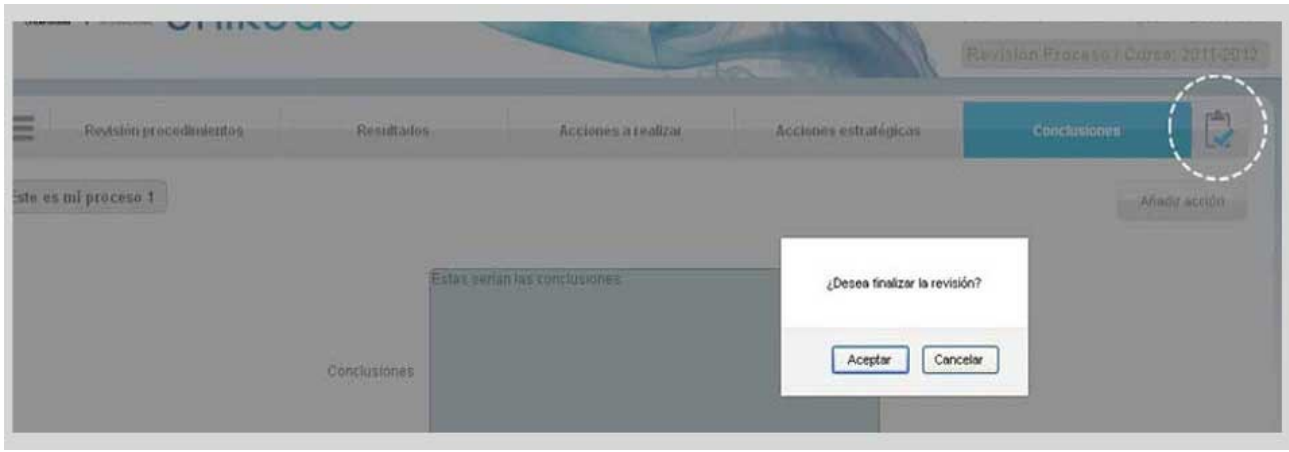 Revisión Proceso / Curso: 2011-2012
Revisión procedimientos
Resultados
Acciones a realizar
Acciones estratégicas
Conclusiones
Este es mi proceso 1
Añadir acción
Estas serían las conclusiones
¿Desea finalizar la revisión?
Conclusiones
Aceptar
Cancelar